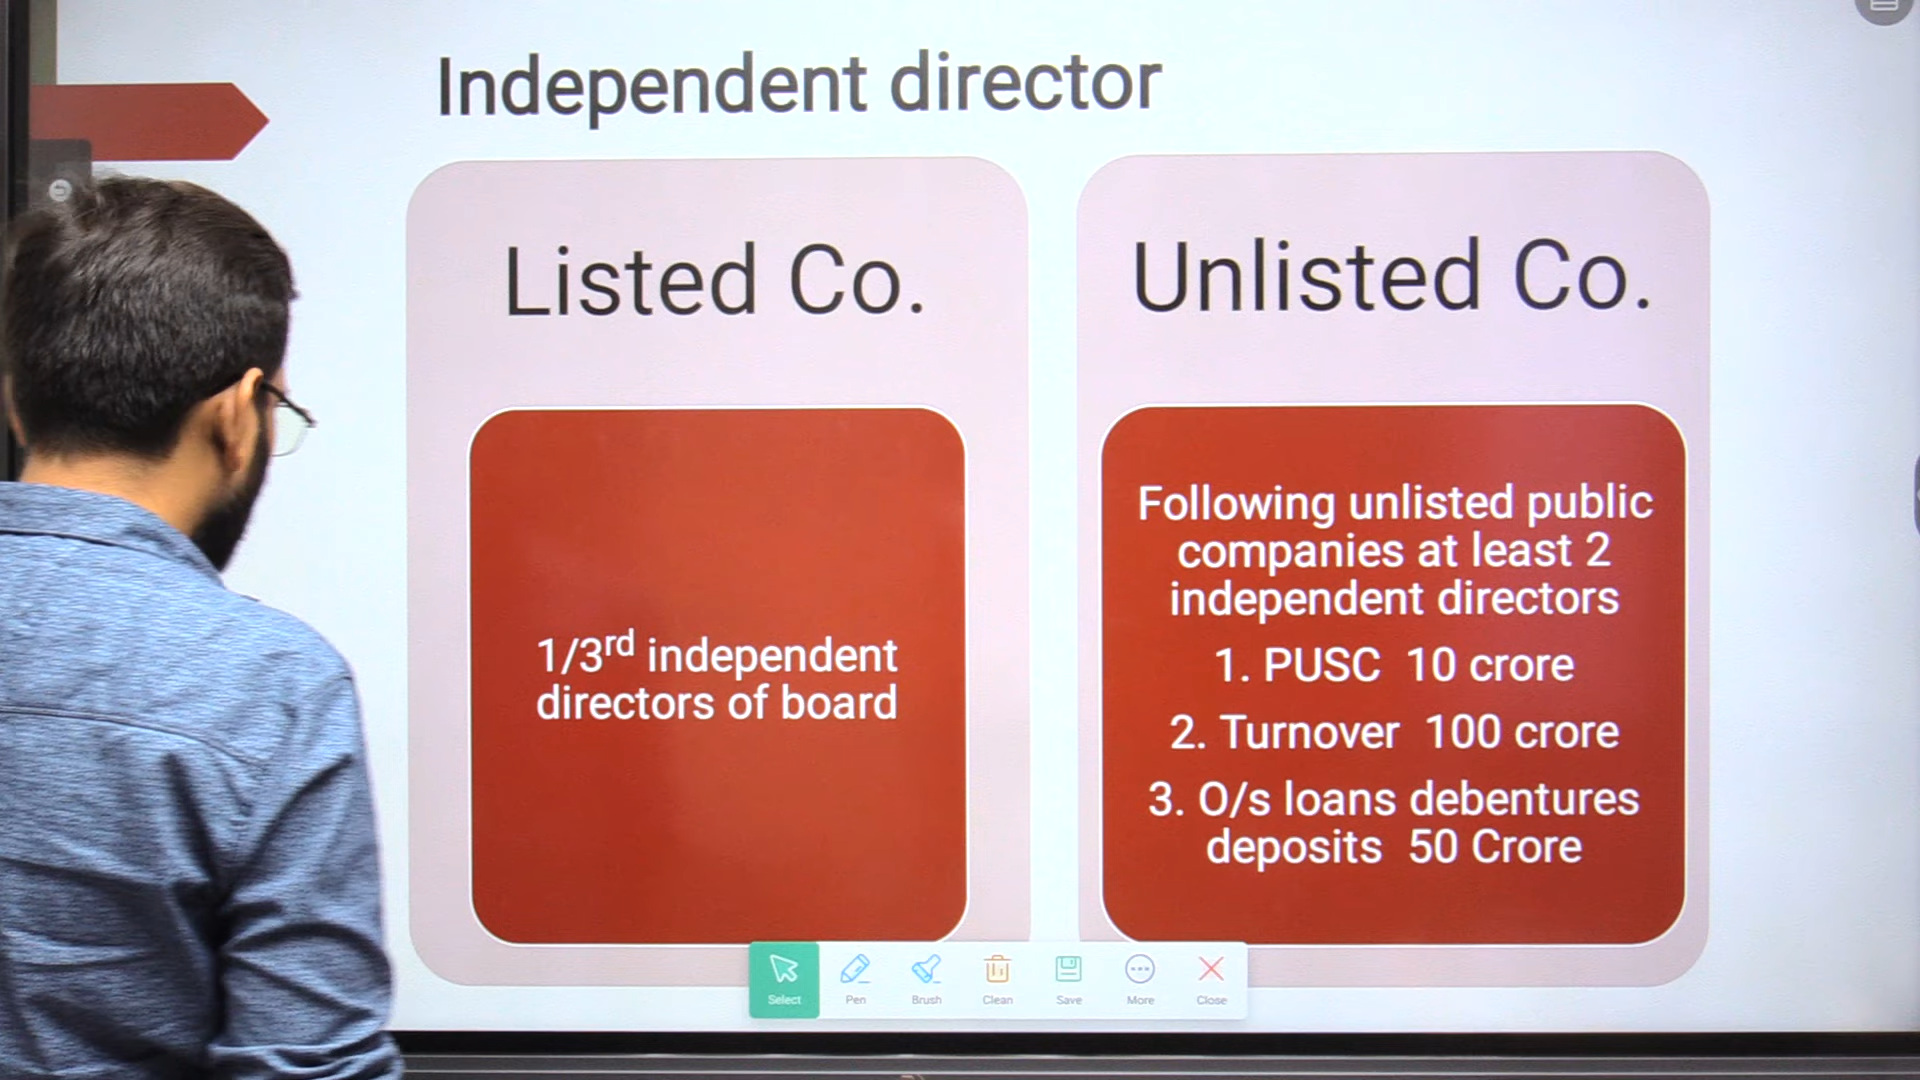 Independent director
Listed Co.
1/3rd independent
directors of board
Unlisted Co.
Following unlisted public
companies at least 2
independent directors
1. PUSC 10 crore
2. Turnover 100 crore
3. O/s loans debentures
deposits 50 Crore
Select
Pen
Brush
Clean
Save
More
Close